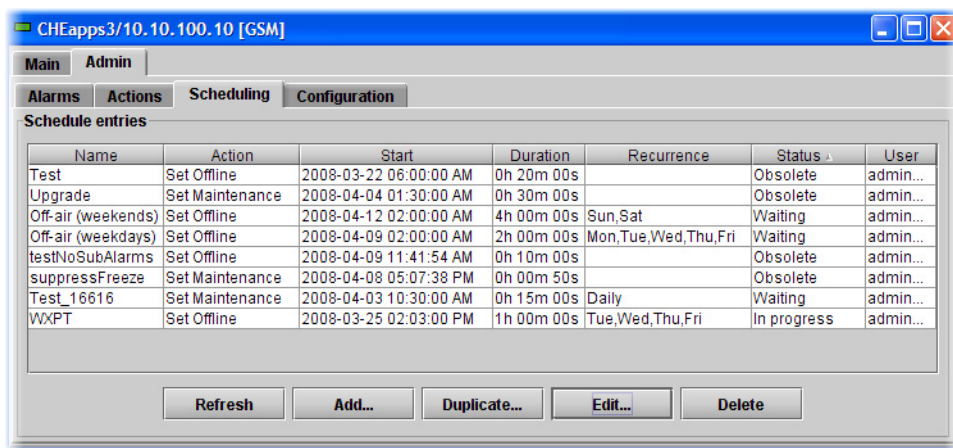 CHEapps3/10.10.100.10 [GSM]
Main Admin
Alarms Actions Scheduling Configuration
Schedule entries
Name Action Start Duration Recurrence Status User
Test Set Offline 2008-03-22 06:00:00 AM 0h 20m 00s Obsolete admin...
Upgrade Set Maintenance 2008-04-04 01:30:00 AM 0h 30m 00s Obsolete admin...
Off-air (weekends) Set Offline 2008-04-12 02:00:00 AM 4h 00m 00s Sun,Sat Waiting admin...
Off-air (weekdays) Set Offline 2008-04-09 02:00:00 AM 2h 00m 00s Mon,Tue,Wed,Thu,Fri Waiting admin...
testNoSubAlarms Set Offline 2008-04-09 11:41:54 AM 0h 10m 00s Obsolete admin...
suppressFreeze Set Maintenance 2008-04-08 05:07:38 PM 0h 00m 50s Obsolete admin...
Test_16616 Set Maintenance 2008-04-03 10:30:00 AM 0h 15m 00s Daily Waiting admin...
WXPT Set Offline 2008-03-25 02:03:00 PM 1h 00m 00s Tue,Wed,Thu,Fri In progress admin...
Refresh Add... Duplicate... Edit... Delete